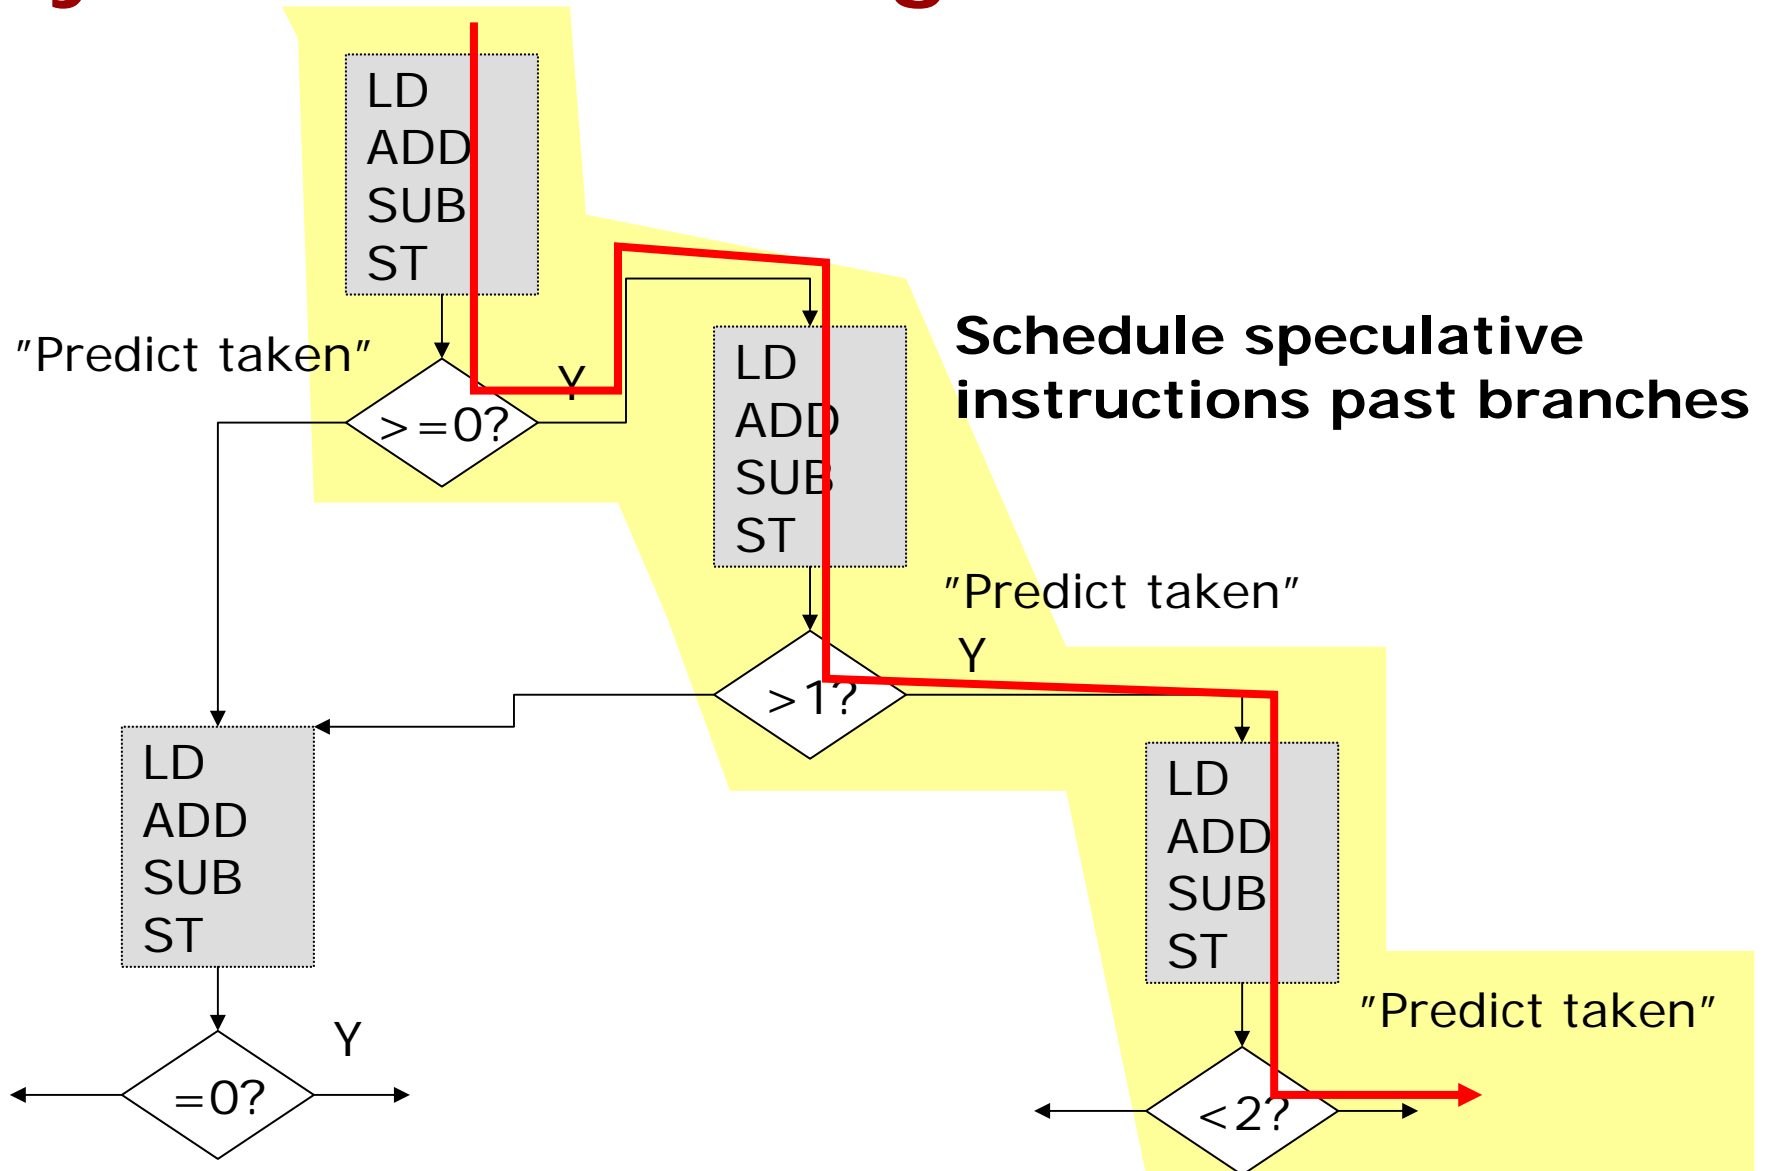 LD
ADD
SUB
ST
"Predict taken"
Y
>=0?
LD
ADD
SUB
ST
Schedule speculative
instructions past branches
"Predict taken"
Y
>1?
LD
ADD
SUB
ST
Y
=0?
LD
ADD
SUB
ST
"Predict taken"
<2?